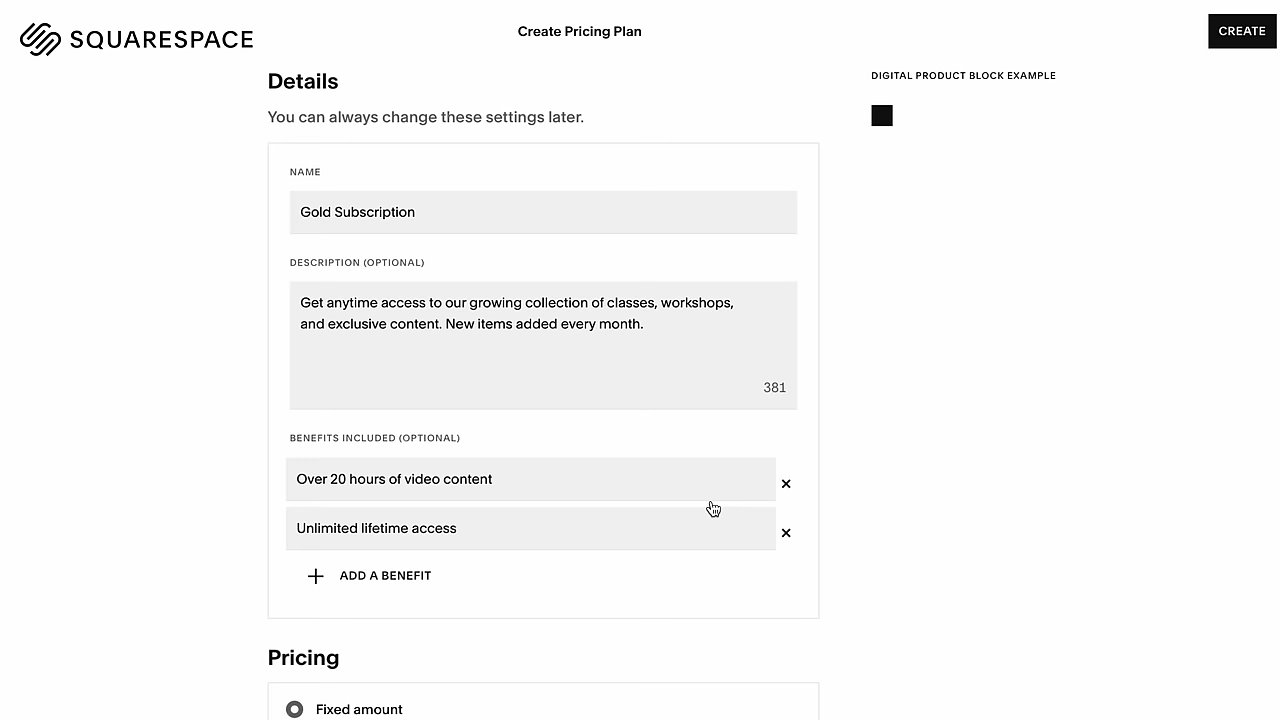 SQUARESPACE
Create Pricing Plan
CREATE
Details
You can always change these settings later.
NAME
Gold Subscription
DESCRIPTION (OPTIONAL)
Get anytime access to our growing collection of classes, workshops,
and exclusive content. New items added every month.
381
BENEFITS INCLUDED (OPTIONAL)
Over 20 hours of video content
Unlimited lifetime access
ADD A BENEFIT
Pricing
Fixed amount
DIGITAL PRODUCT BLOCK EXAMPLE